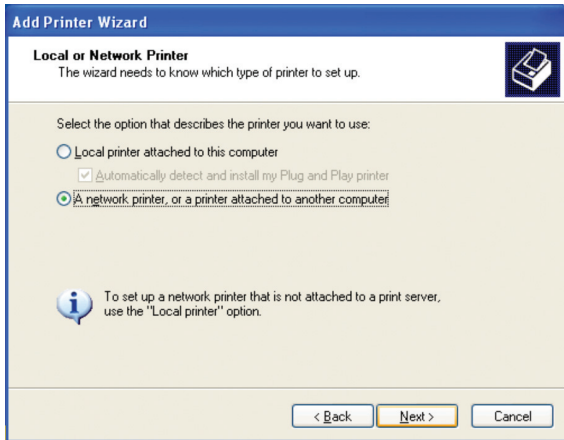 Add Printer Wizard
Local or Network Printer
The wizard needs to know which type of printer to set up.
Select the option that describes the printer you want to use:
Local printer attached to this computer
Automatically detect and install my Plug and Play printer
A network printer, or a printer attached to another computer
To set up a network printer that is not attached to a print server,
use the "Local printer" option.
< Back Next > Cancel